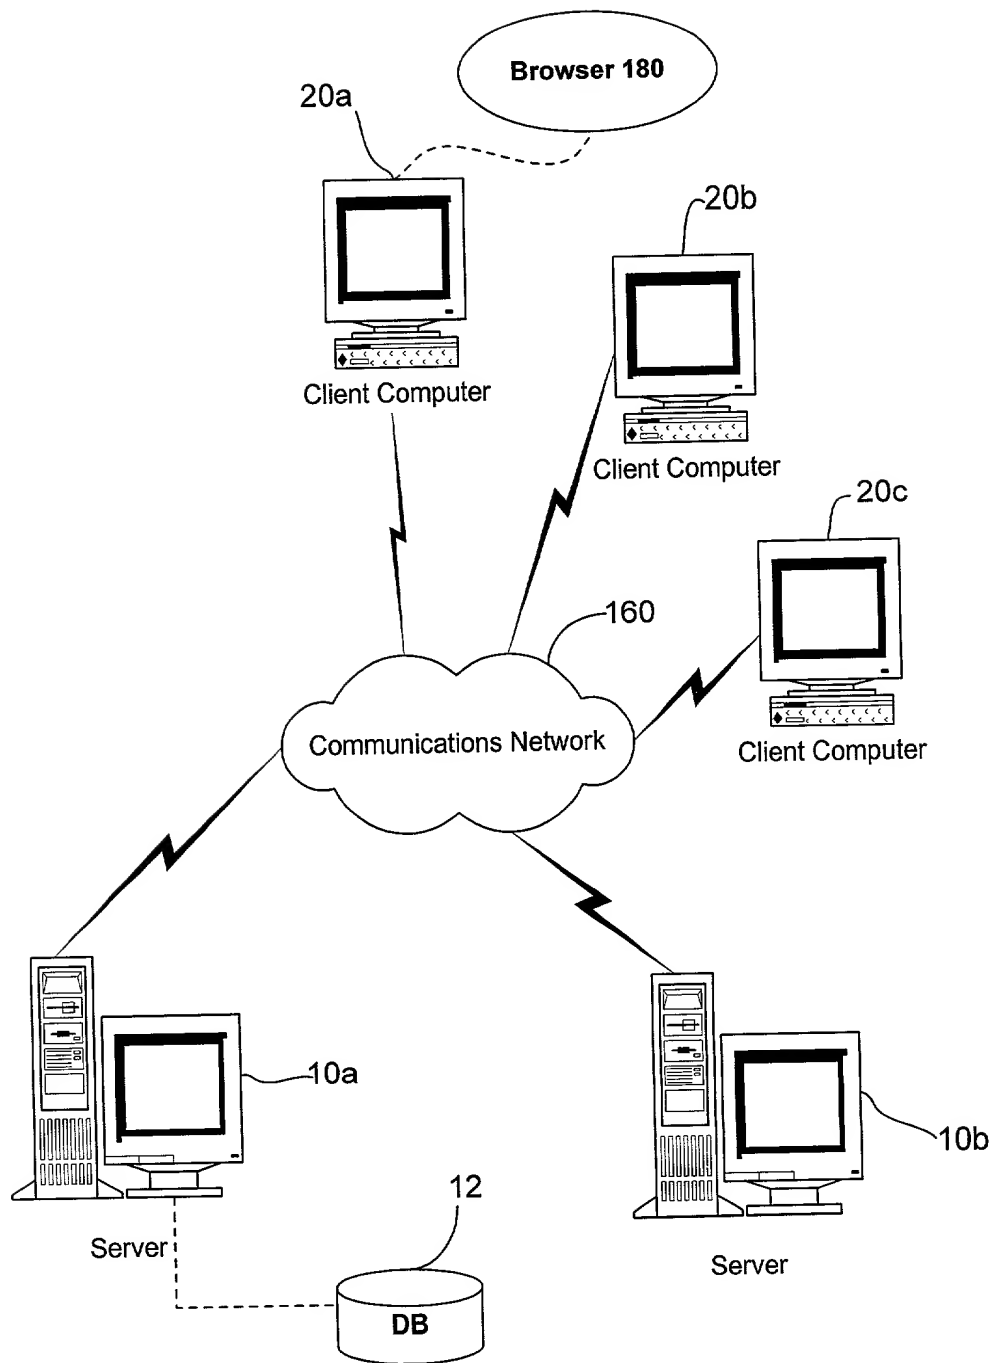 Browser 180
20a
20b
Client Computer
Client Computer
20c
160
Communications Network
Client Computer
10a
10b
12
Server
Server
DB